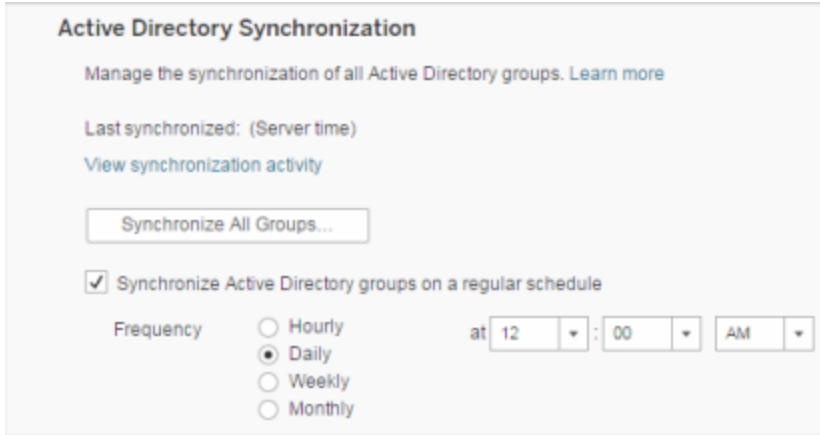 Active Directory Synchronization
Manage the synchronization of all Active Directory groups. Learn more
Last synchronized: (Server time)
View synchronization activity
Synchronize All Groups...
Synchronize Active Directory groups on a regular schedule
Frequency Hourly at 12 : 00 AM
Daily
Weekly
Monthly